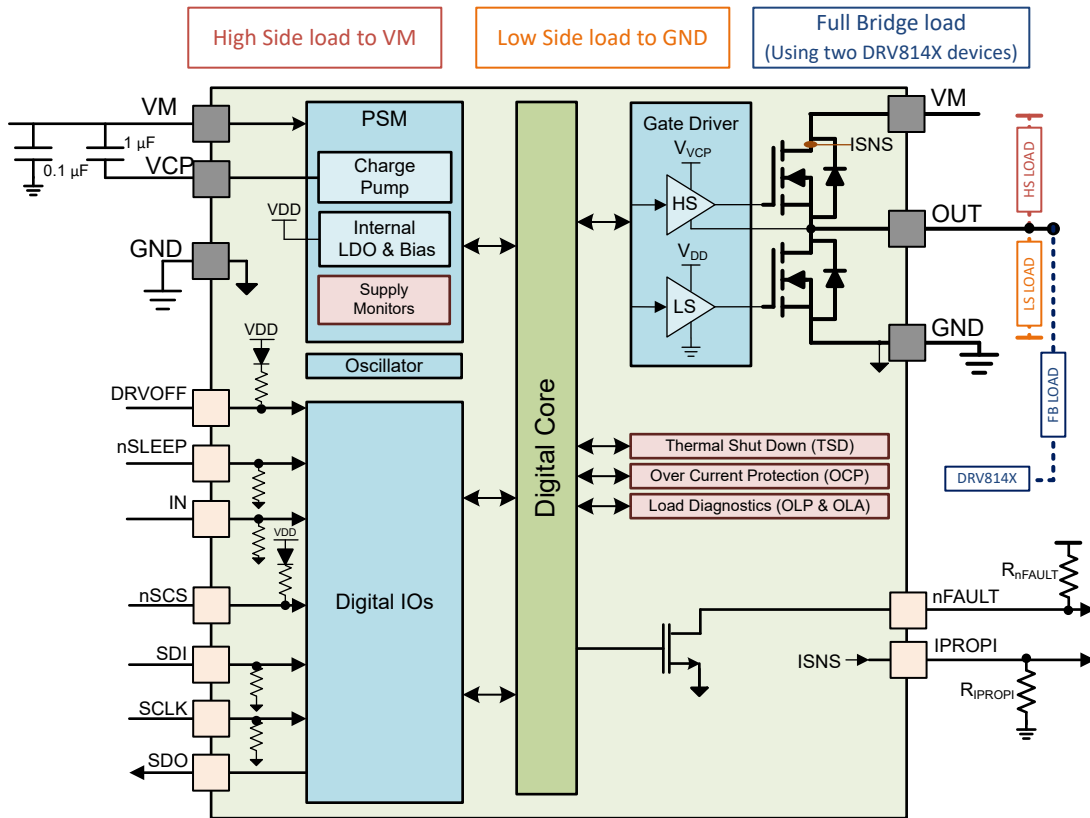 High Side load to VM
Low Side load to GND
Full Bridge load
(Using two DRV814X devices)
VM
1 µF
0.1 µF
VCP
GND
PSM
Charge
Pump
VDD
Internal
LDO & Bias
Supply
Monitors
Oscillator
VDD
DRVOFF
nSLEEP
IN
VDD
nSCS
SDI
SCLK
SDO
Digital IOs
Digital Core
Gate Driver
VVCP
HS
VDD
LS
ISNS
VM
OUT
GND
HS LOAD
LS LOAD
FB LOAD
DRV814X
Thermal Shut Down (TSD)
Over Current Protection (OCP)
Load Diagnostics (OLP & OLA)
RnFAULT
nFAULT
ISNS
IPROPI
RIPROPI